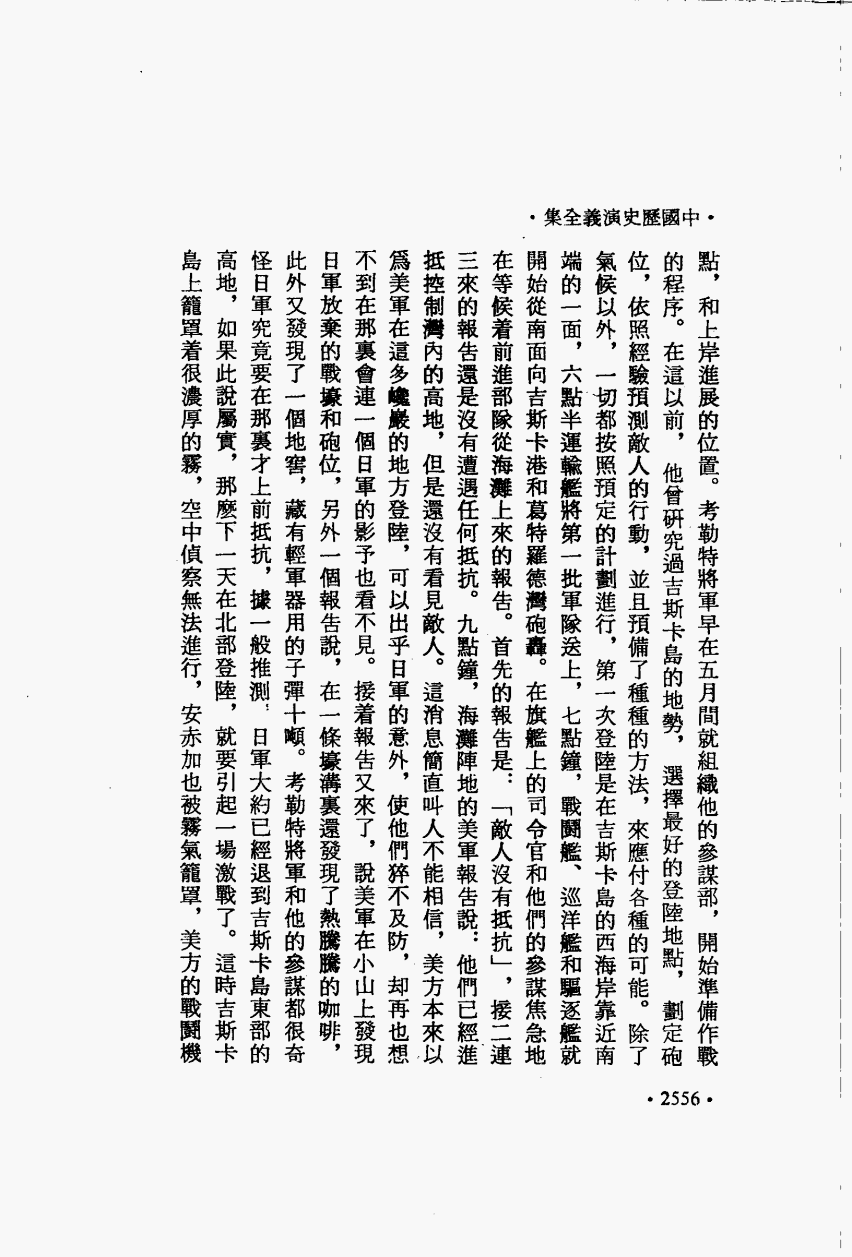 ·中國歷史演義全集·
點，和上岸進展的位置。考勒特將軍早在五月間就組織他的參謀部，開始準備作戰
的程序。在這以前，他曾研究過吉斯卡島的地勢，選擇最好的登陸地點，劃定砲
位，依照經驗預測敵人的行動，並且預備了種種的方法，來應付各種的可能。除了
氣候以外，一切都按照預定的計劃進行，第一次登陸是在吉斯卡島的西海岸靠近南
端的一面，六點半運輸艦將第一批軍隊送上，七點鐘，戰鬪艦、巡洋艦和驅逐艦就
開始從南面向吉斯卡港和葛特羅德灣砲轟。在旗艦上的司令官和他們的參謀焦急地
在等候着前進部隊從海灘上來的報告。首先的報告是：「敵人沒有抵抗」，接二連
三來的報告還是沒有遭遇任何抵抗。九點鐘，海灘陣地的美軍報告說：他們已經進
抵控制灣內的高地，但是還沒有看見敵人。這消息簡直叫人不能相信，美方本來以
爲美軍在這多巉巖的地方登陸，可以出乎日軍的意外，使他們猝不及防，却再也想
不到在那裏會連一個日軍的影予也看不見。接着報告又來了，說美軍在小山上發現
日軍放棄的戰壕和砲位，另外一個報告說，在一條壕溝裏還發現了熱騰騰的咖啡，
此外又發現了一個地窖，藏有輕軍器用的子彈十噸。考勒特將軍和他的參謀都很奇
怪日軍究竟要在那裏才上前抵抗，據一般推測：日軍大約已經退到吉斯卡島東部的
高地，如果此說屬實，那麼下一天在北部登陸，就要引起一場激戰了。這時吉斯卡
島上籠罩着很濃厚的霧，空中偵察無法進行，安赤加也被霧氣籠罩，美方的戰鬪機
·2556·